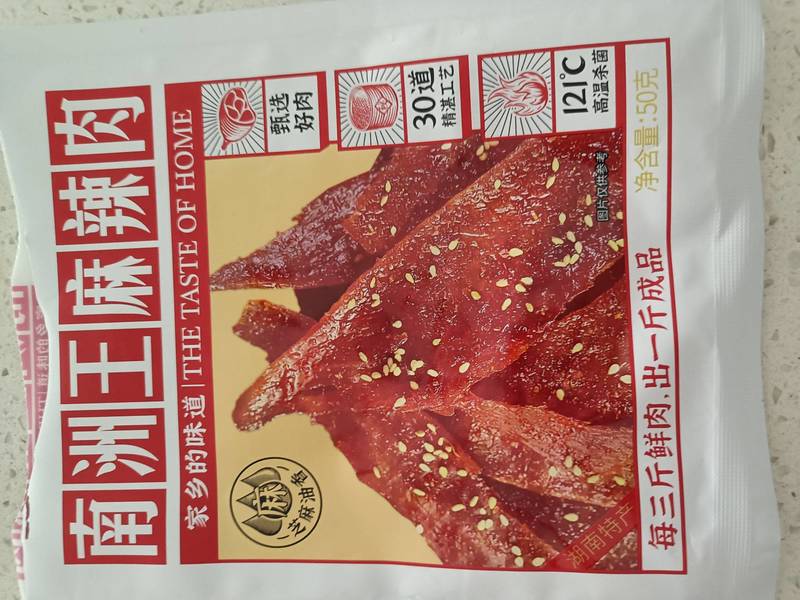 南洲王麻辣肉
家乡的味道 | THE TASTE OF HOME
甄选
好肉
30道
精湛工艺
121℃
高温杀菌
麻
芝麻油香
图片仅供参考
湖南特产
每三斤鲜肉,出一斤成品
净含量:50克